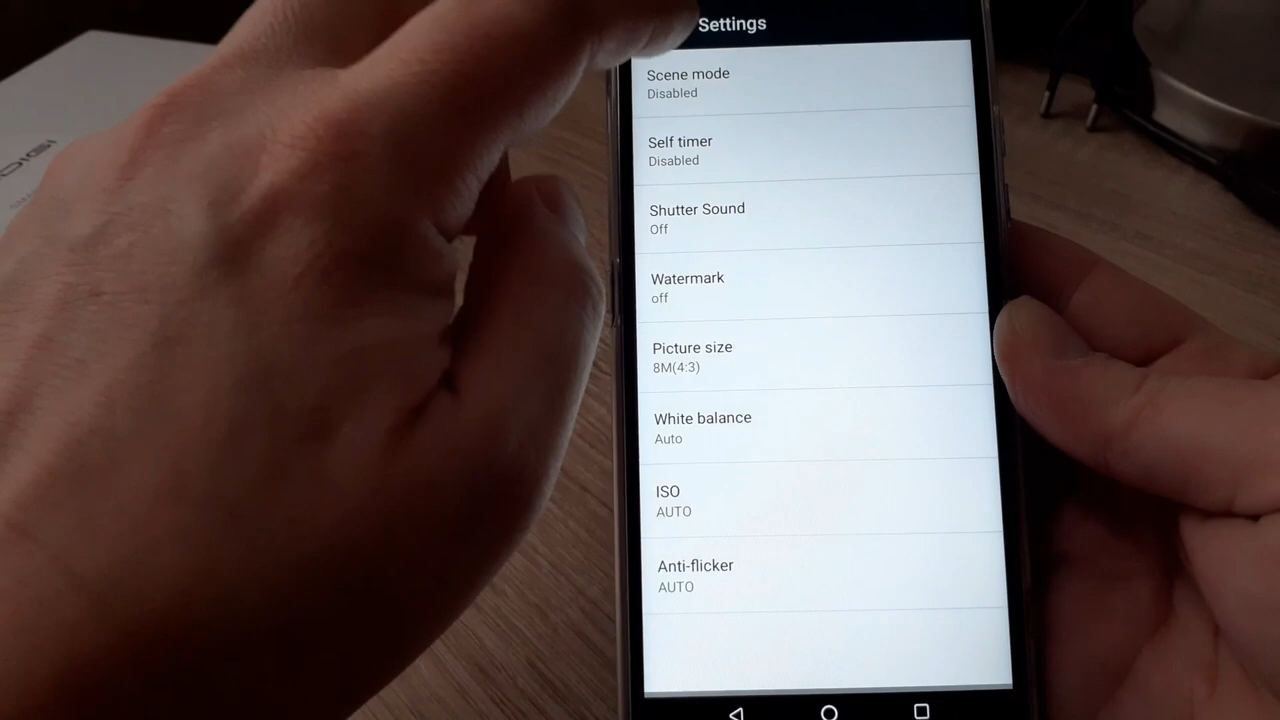 Settings
Scene mode
Disabled
Self timer
Disabled
Shutter Sound
Off
Watermark
off
Picture size
8M(4:3)
White balance
Auto
ISO
AUTO
Anti-flicker
AUTO
DIGI